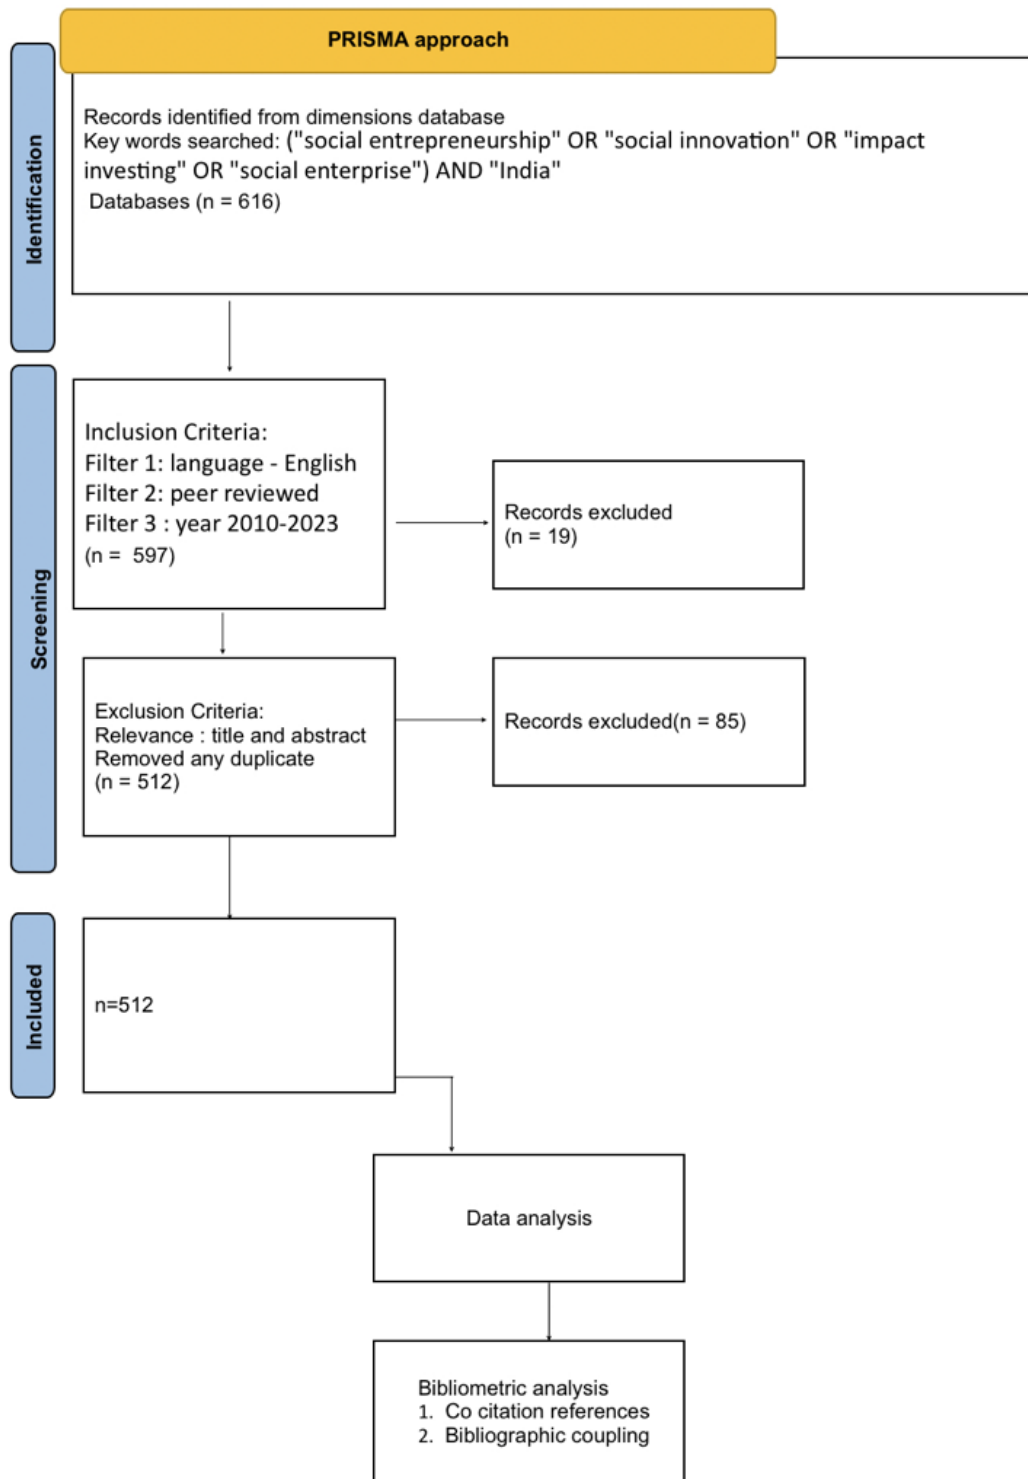 PRISMA approach
Identification
Records identified from dimensions database
Key words searched: ("social entrepreneurship" OR "social innovation" OR "impact
investing" OR "social enterprise") AND "India"
Databases (n = 616)
Screening
Inclusion Criteria:
Filter 1: language - English
Filter 2: peer reviewed
Filter 3 : year 2010-2023
(n = 597)
Records excluded
(n = 19)
Exclusion Criteria:
Relevance : title and abstract
Removed any duplicate
(n = 512)
Records excluded(n = 85)
Included
n=512
Data analysis
Bibliometric analysis
1. Co citation references
2. Bibliographic coupling